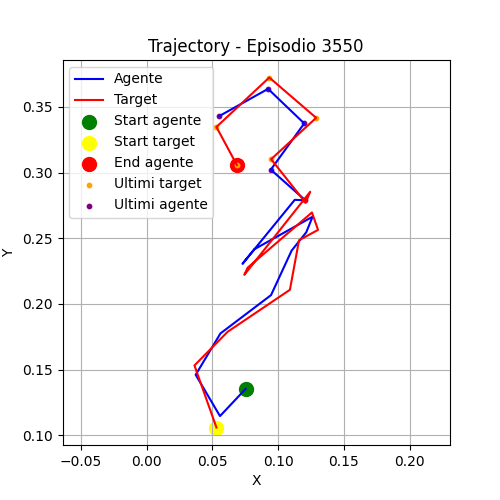 Trajectory - Episodio 3550
Agente
Target
Start agente
Start target
End agente
Ultimi target
Ultimi agente
Y
0.35
0.30
0.25
0.20
0.15
0.10
−0.05 0.00 0.05 0.10 0.15 0.20
X